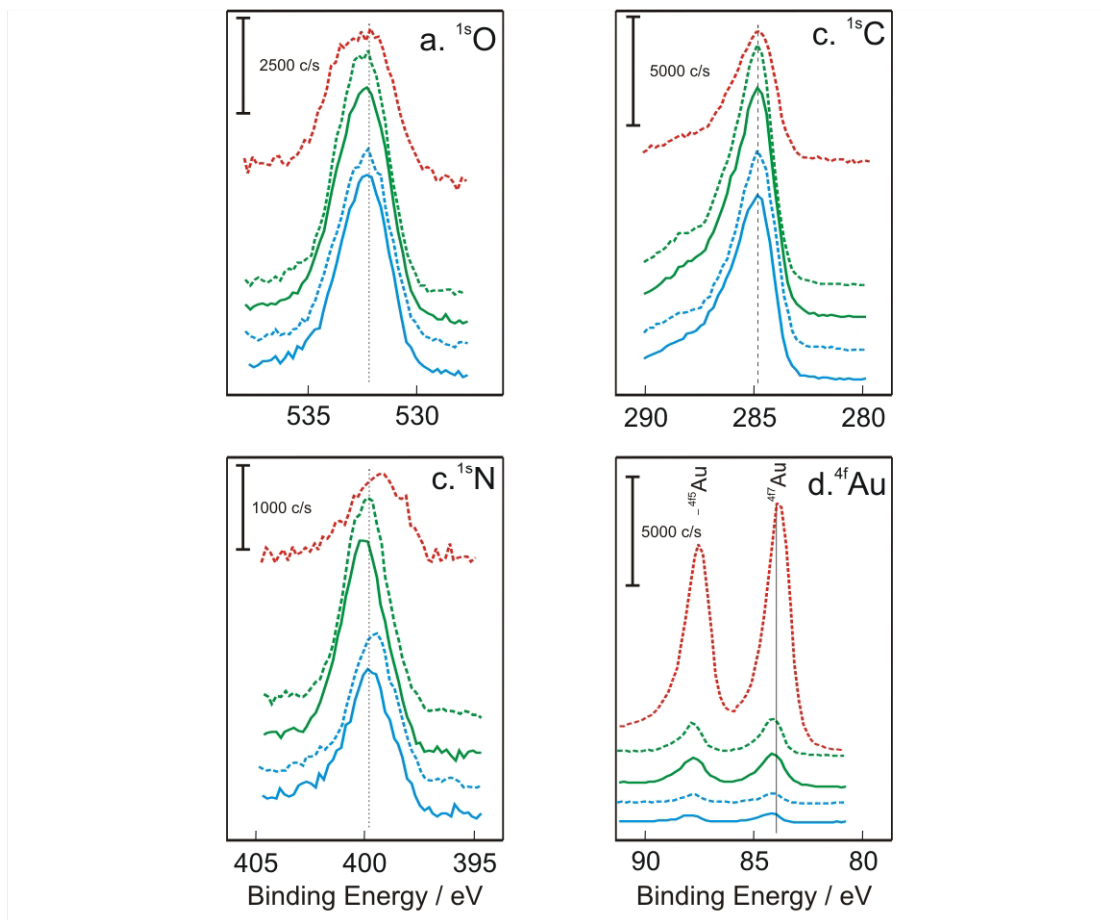 a. ¹ˢO
2500 c/s
535 530
c. ¹ˢC
5000 c/s
290 285 280
c.¹ˢN
1000 c/s
405 400 395
Binding Energy / eV
d.⁴ᶠAu
4f5Au
4f7Au
5000 c/s
90 85 80
Binding Energy / eV